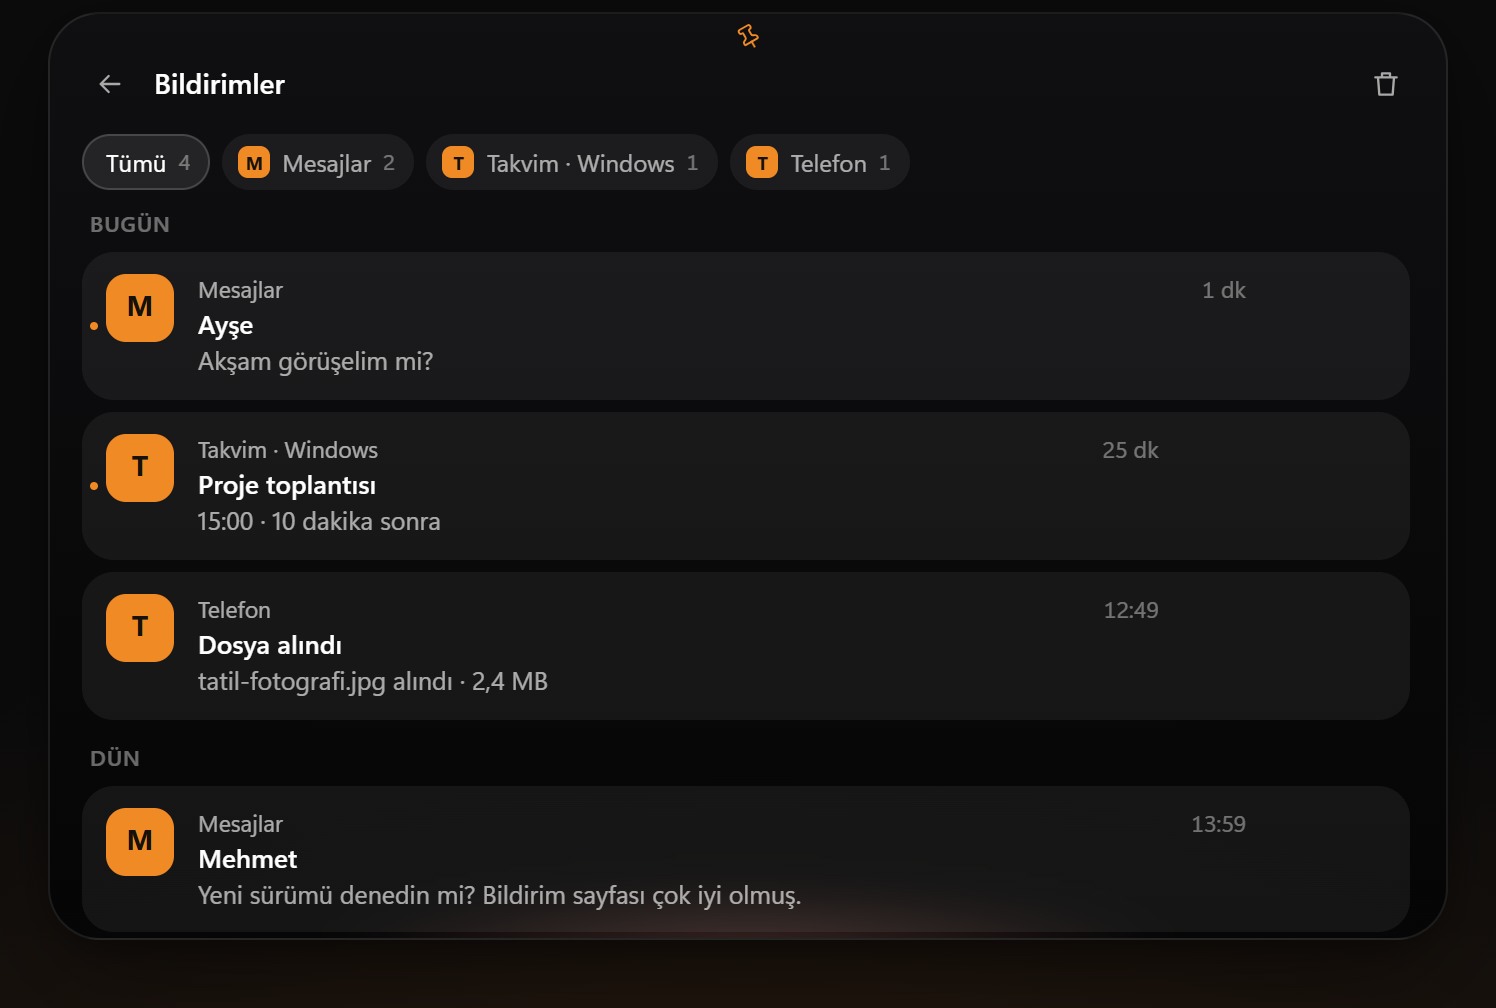 Bildirimler
Tümü 4 M Mesajlar 2 T Takvim · Windows 1 T Telefon 1
BUGÜN
M
Mesajlar 1 dk
Ayşe
Akşam görüşelim mi?
T
Takvim · Windows 25 dk
Proje toplantısı
15:00 · 10 dakika sonra
T
Telefon 12:49
Dosya alındı
tatil-fotografi.jpg alındı · 2,4 MB
DÜN
M
Mesajlar 13:59
Mehmet
Yeni sürümü denedin mi? Bildirim sayfası çok iyi olmuş.